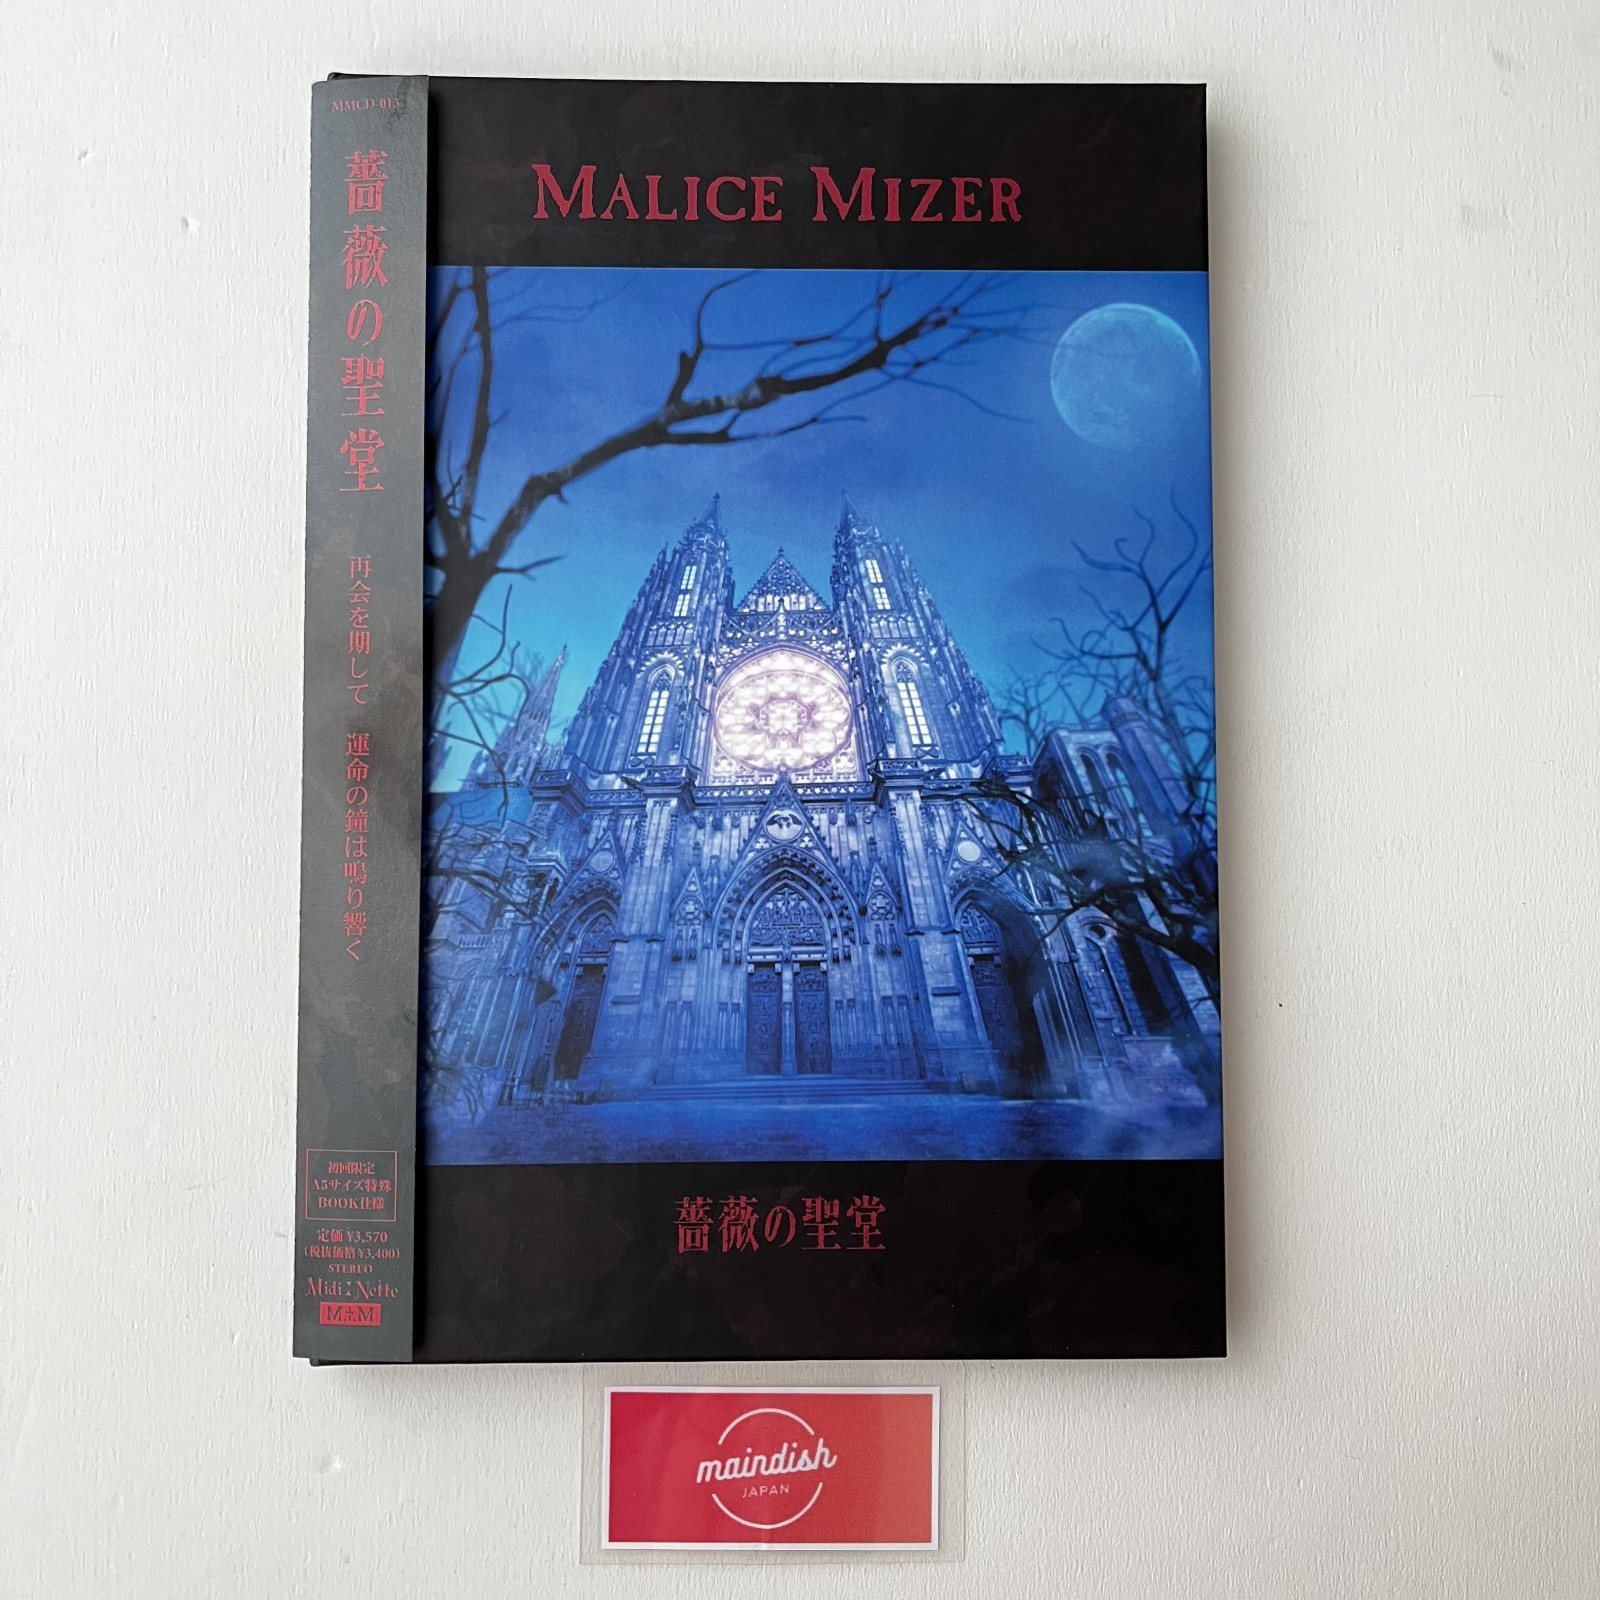 MMCD-013
薔薇の聖堂
再会を期して 運命の鐘は鳴り響く
初回限定
A5サイズ特殊
BOOK仕様
定価 ¥3,570
(税抜価格 ¥3,400)
STEREO
Midi:Nette
M†M
MALICE MIZER
薔薇の聖堂
maindish
JAPAN